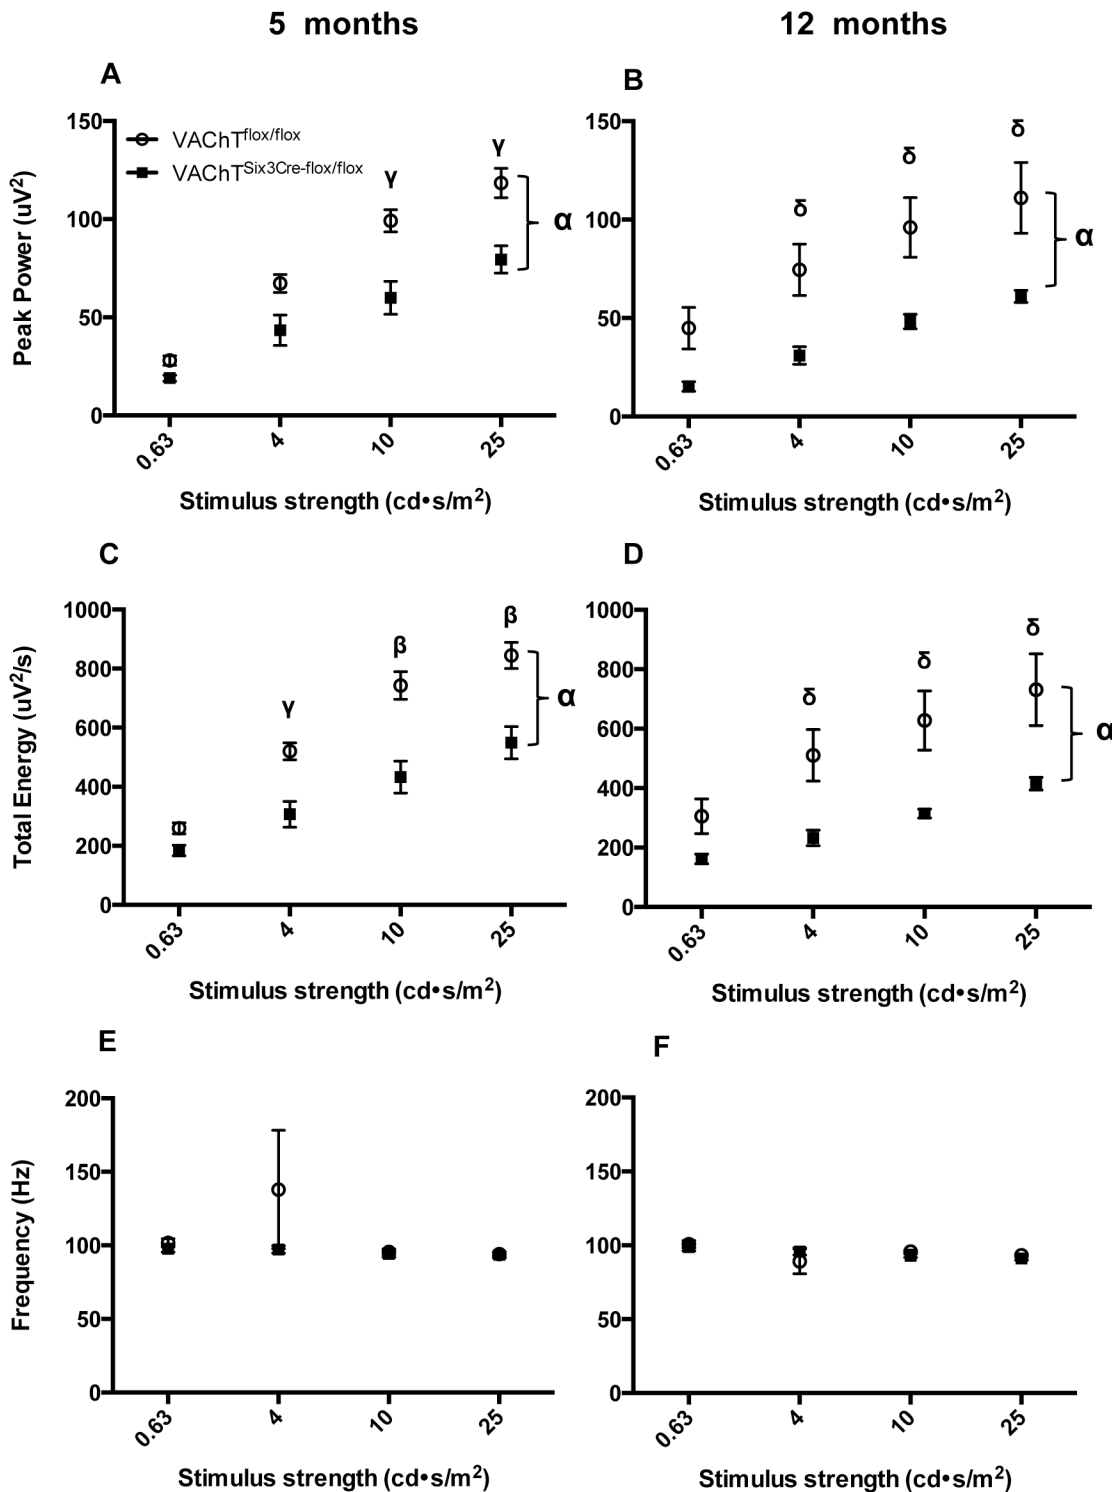 5 months
12 months
A
B
150
100
50
0
Peak Power (uV²)
VAChT^flox/flox
VAChT^Six3Cre-flox/flox
γ
γ
α
0.63
4
10
25
Stimulus strength (cd•s/m²)
150
100
50
0
δ
δ
δ
α
0.63
4
10
25
Stimulus strength (cd•s/m²)
C
D
1000
800
600
400
200
0
Total Energy (uV²/s)
γ
β
β
α
0.63
4
10
25
Stimulus strength (cd•s/m²)
1000
800
600
400
200
0
δ
δ
δ
α
0.63
4
10
25
Stimulus strength (cd•s/m²)
E
F
200
150
100
50
0
Frequency (Hz)
0.63
4
10
25
Stimulus strength (cd•s/m²)
200
150
100
50
0
0.63
4
10
25
Stimulus strength (cd•s/m²)